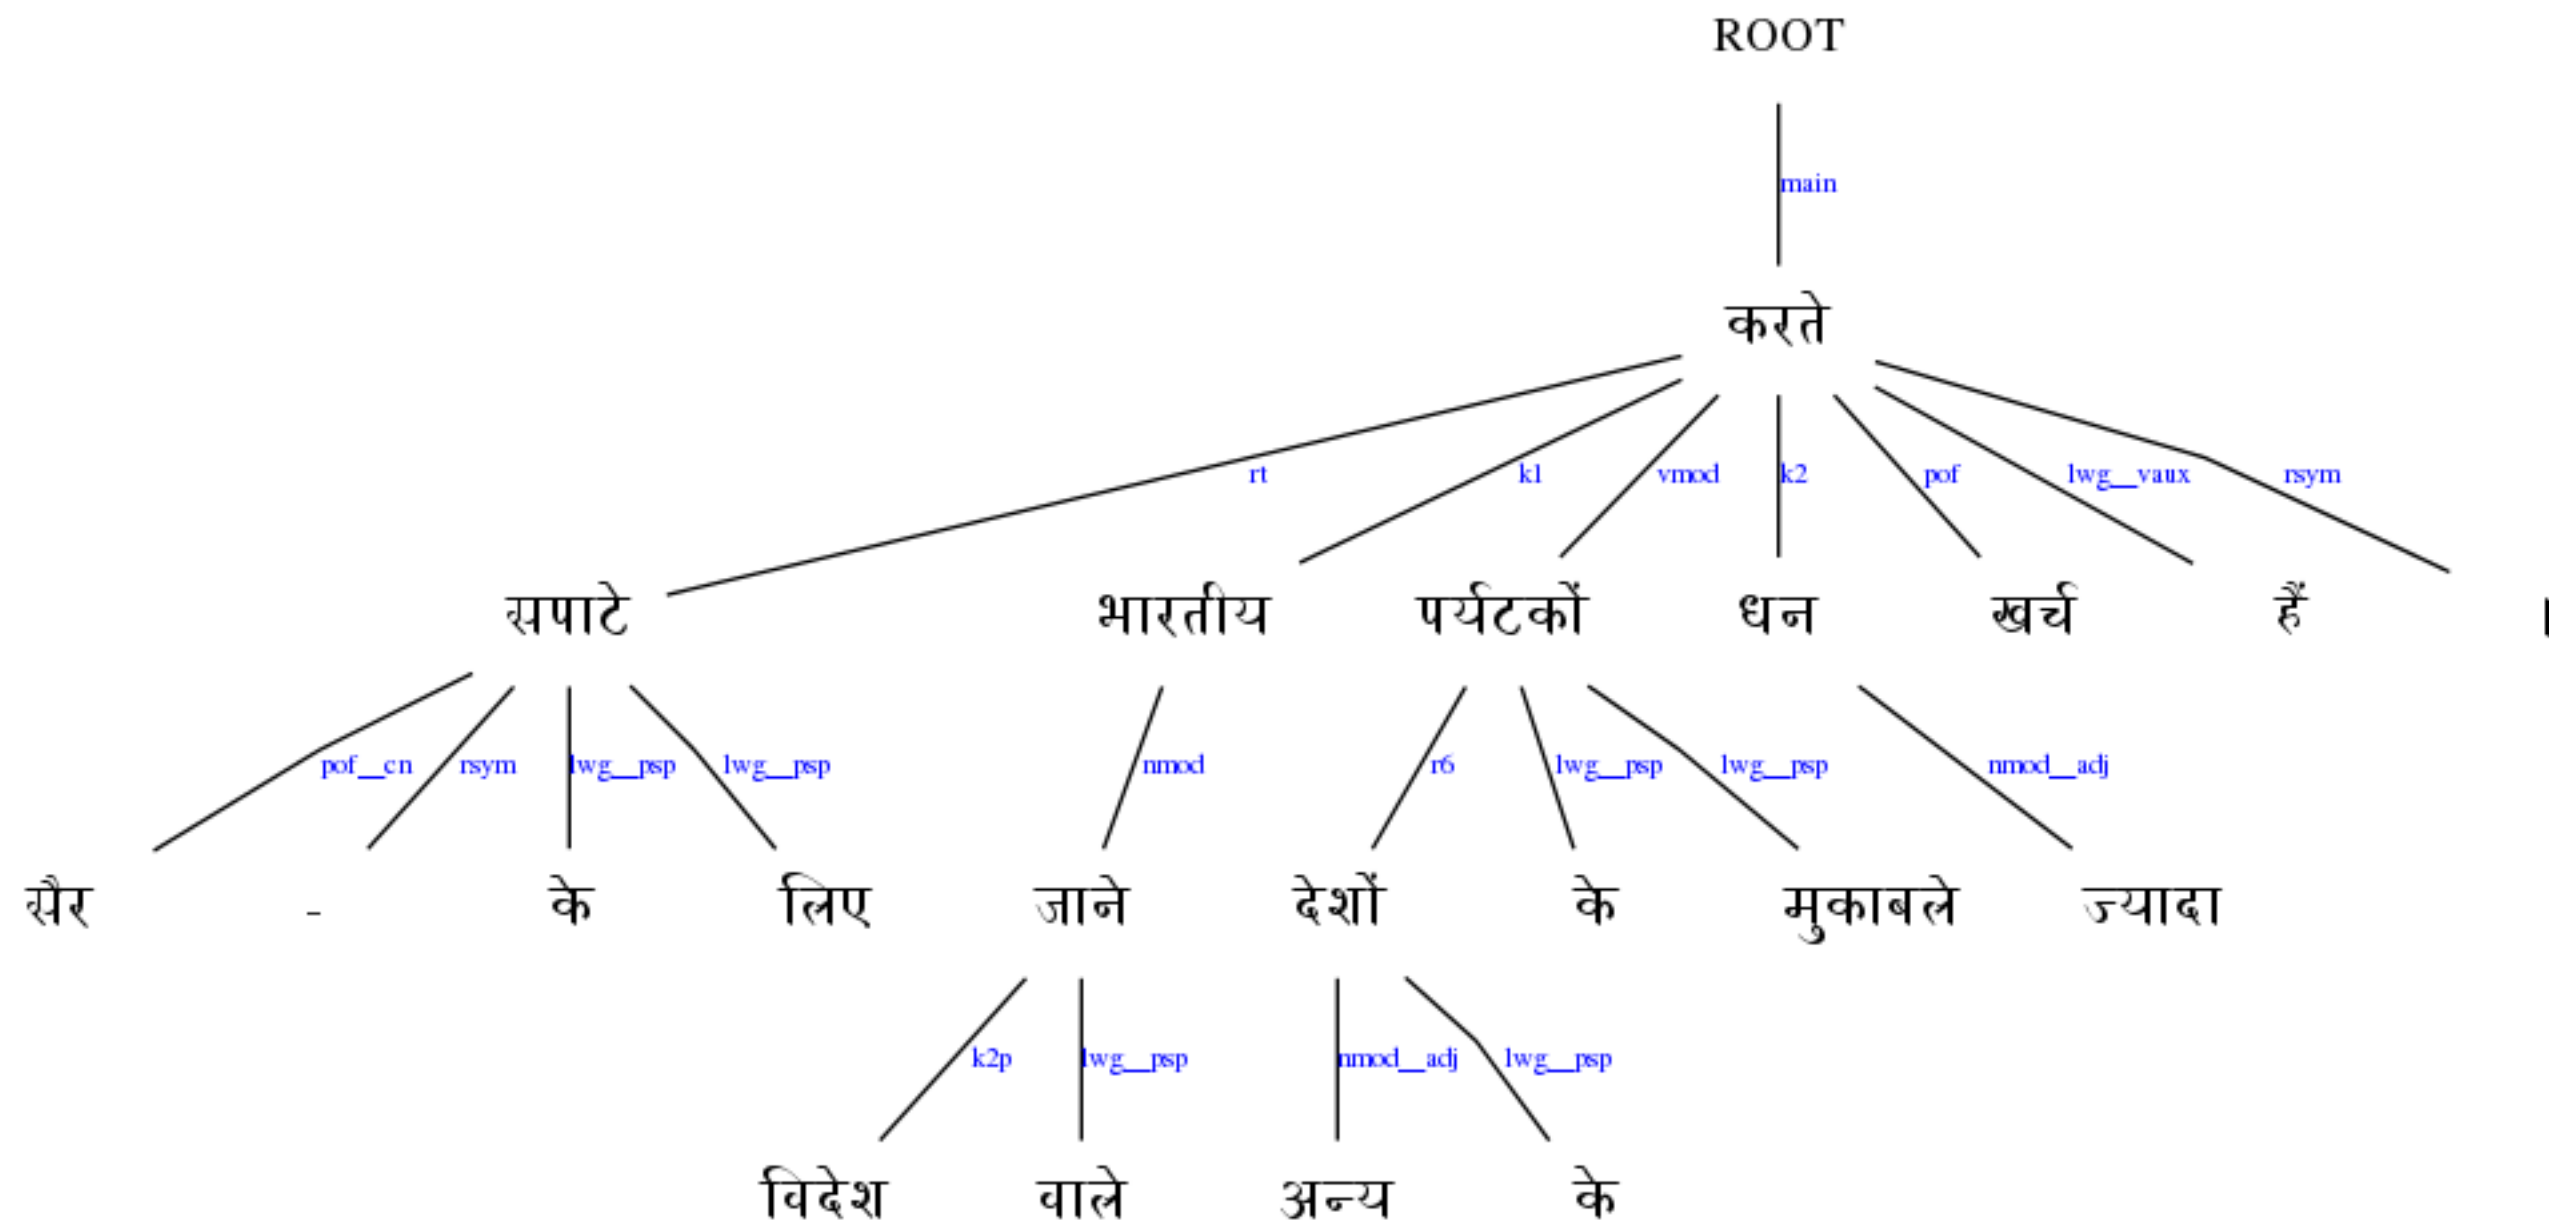 ROOT
main
करते
rt k1 vmod k2 pof lwg__vaux rsym
सपाटे भारतीय पर्यटकों धन खर्च हैं ।
pof__cn rsym lwg__psp lwg__psp nmod r6 lwg__psp lwg__psp nmod__adj
सैर - के लिए जाने देशों के मुकाबले ज्यादा
k2p lwg__psp nmod__adj lwg__psp
विदेश वाले अन्य के